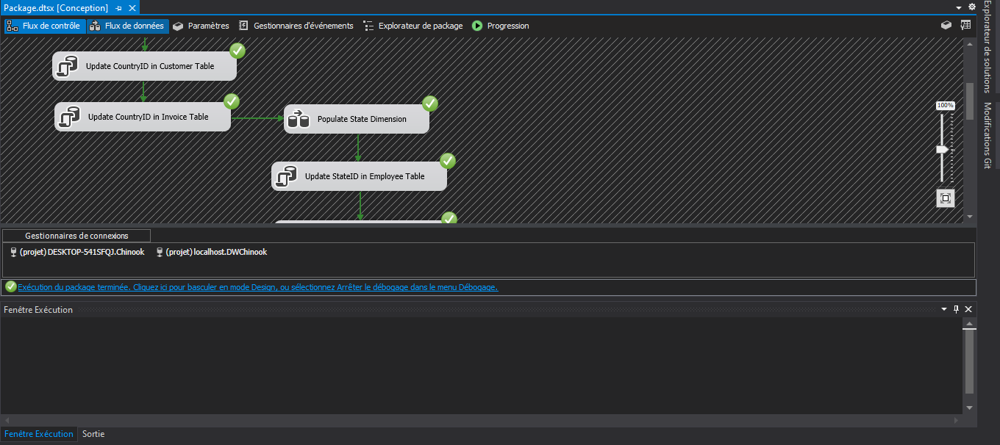 Package.dtsx [Conception]
Flux de contrôle
Flux de données
Paramètres
Gestionnaires d'événements
Explorateur de package
Progression
Update CountryID in Customer Table
Update CountryID in Invoice Table
Populate State Dimension
Update StateID in Employee Table
100%
Explorateur de solutions
Modifications Git
Gestionnaires de connexions
(projet) DESKTOP-541SFQJ.Chinook
(projet) localhost.DWChinook
Exécution du package terminée. Cliquez ici pour basculer en mode Design, ou sélectionnez Arrêter le débogage dans le menu Débogage.
Fenêtre Exécution
Fenêtre Exécution
Sortie